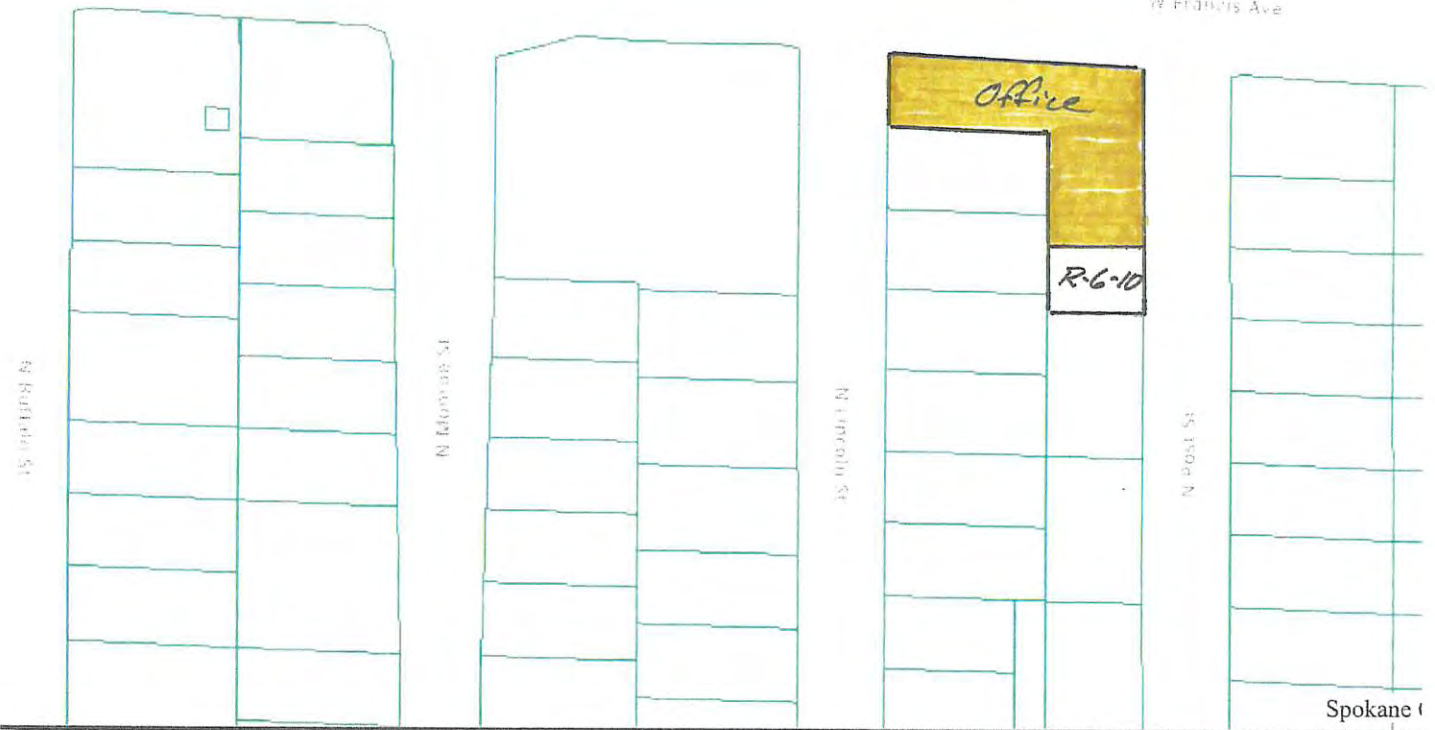 W Francis Ave
Office
R-6-10
N Monroe St
N Lincoln St
N Post St
Spokane